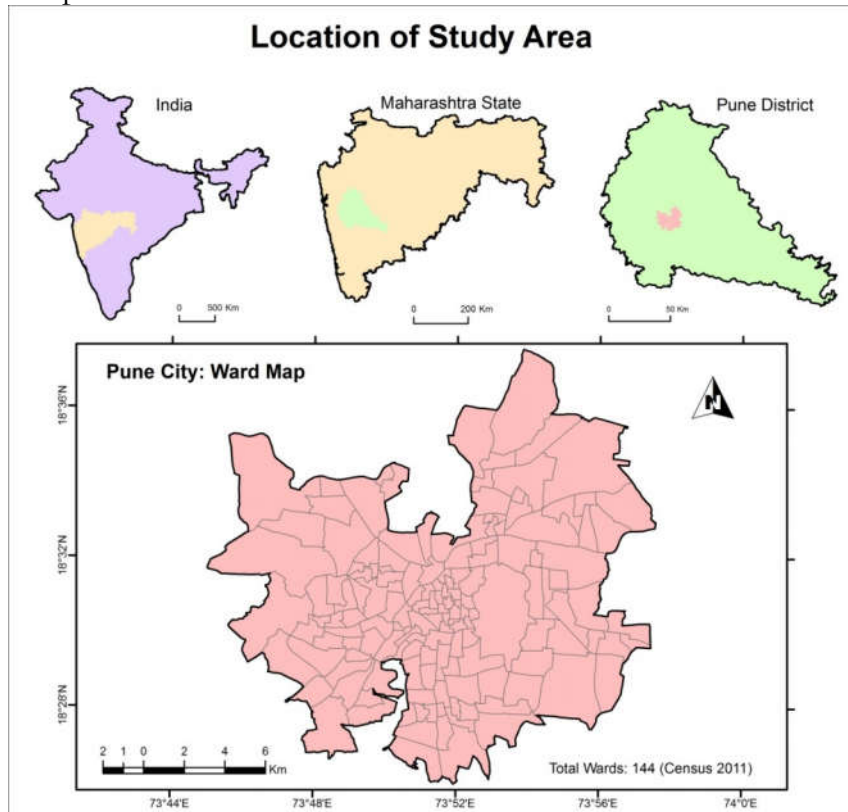 Location of Study Area
India
Maharashtra State
Pune District
0 500 Km
0 200 Km
0 50 Km
Pune City: Ward Map
N
18°36'N
18°32'N
18°28'N
2 1 0 2 4 6
Km
Total Wards: 144 (Census 2011)
73°44'E 73°48'E 73°52'E 73°56'E 74°0'E